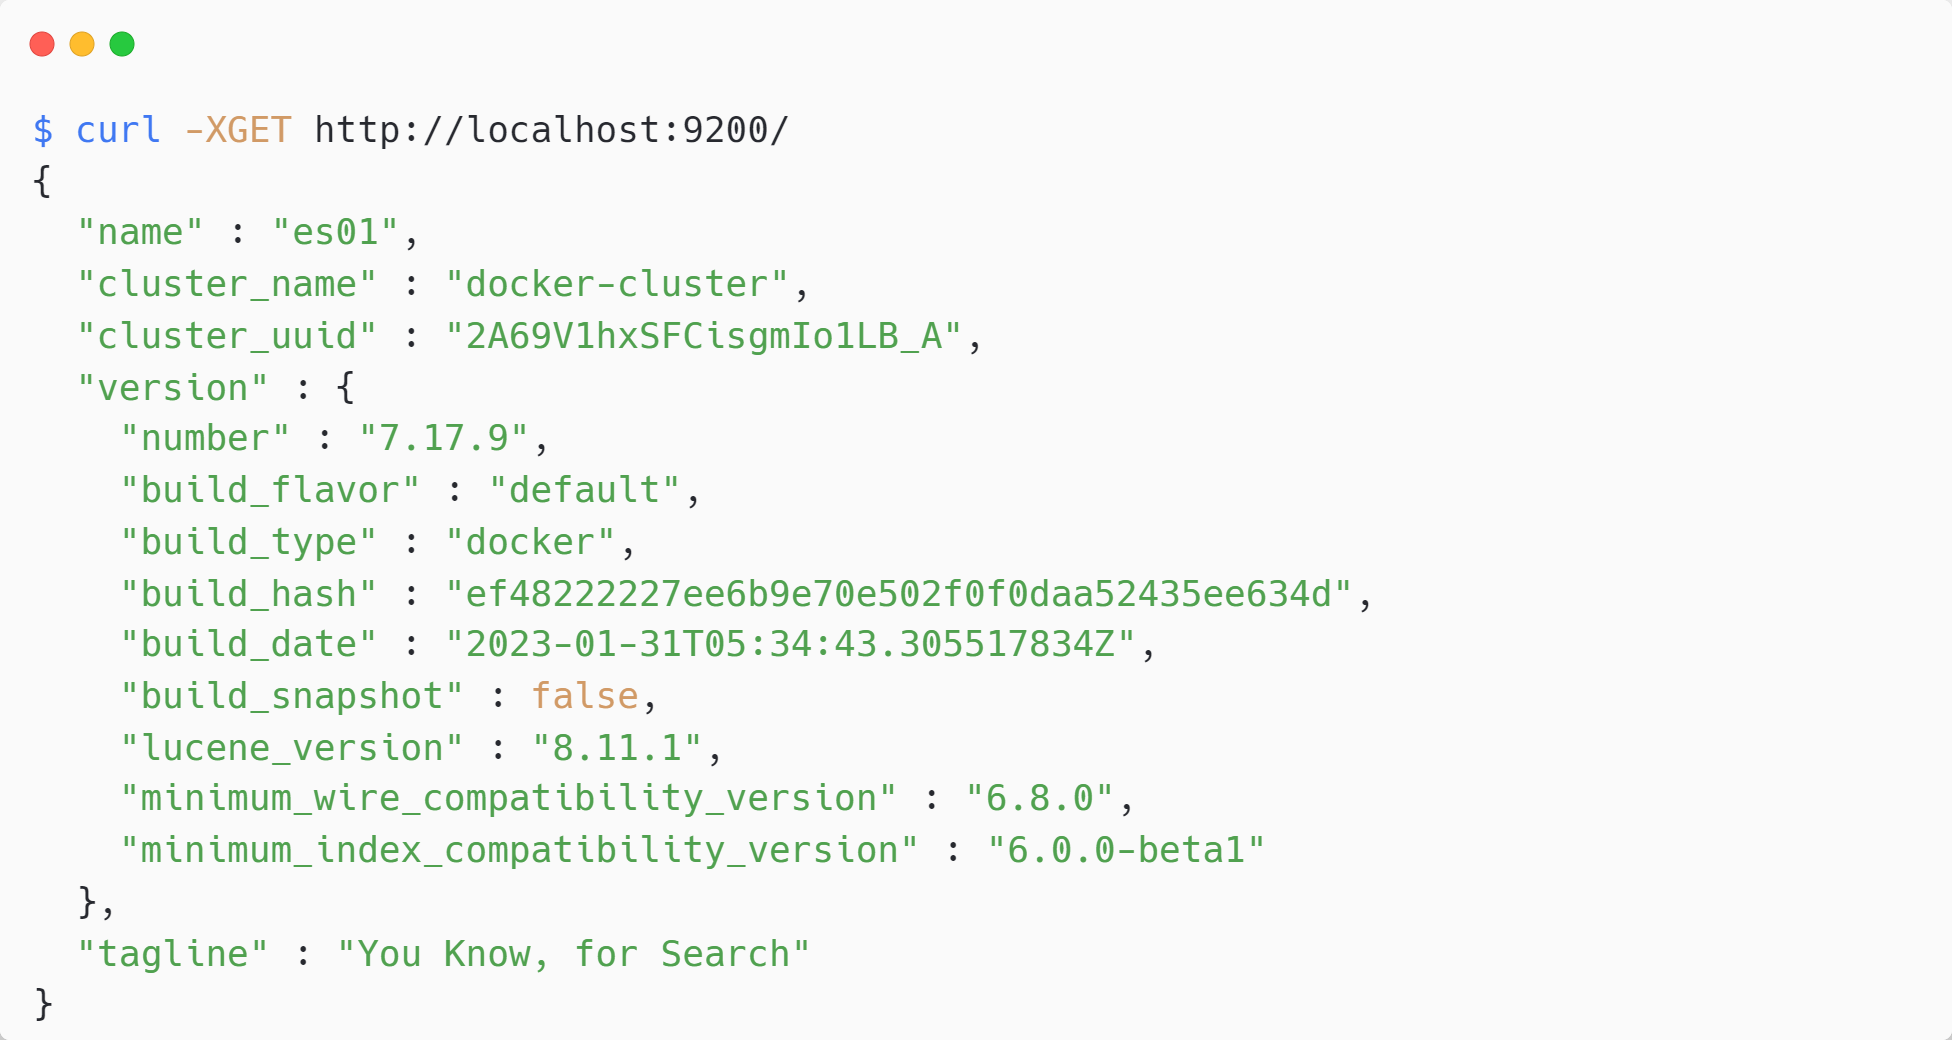 $ curl -XGET http://localhost:9200/
{
  "name" : "es01",
  "cluster_name" : "docker-cluster",
  "cluster_uuid" : "2A69V1hxSFCisgmIo1LB_A",
  "version" : {
    "number" : "7.17.9",
    "build_flavor" : "default",
    "build_type" : "docker",
    "build_hash" : "ef48222227ee6b9e70e502f0f0daa52435ee634d",
    "build_date" : "2023-01-31T05:34:43.305517834Z",
    "build_snapshot" : false,
    "lucene_version" : "8.11.1",
    "minimum_wire_compatibility_version" : "6.8.0",
    "minimum_index_compatibility_version" : "6.0.0-beta1"
  },
  "tagline" : "You Know, for Search"
}